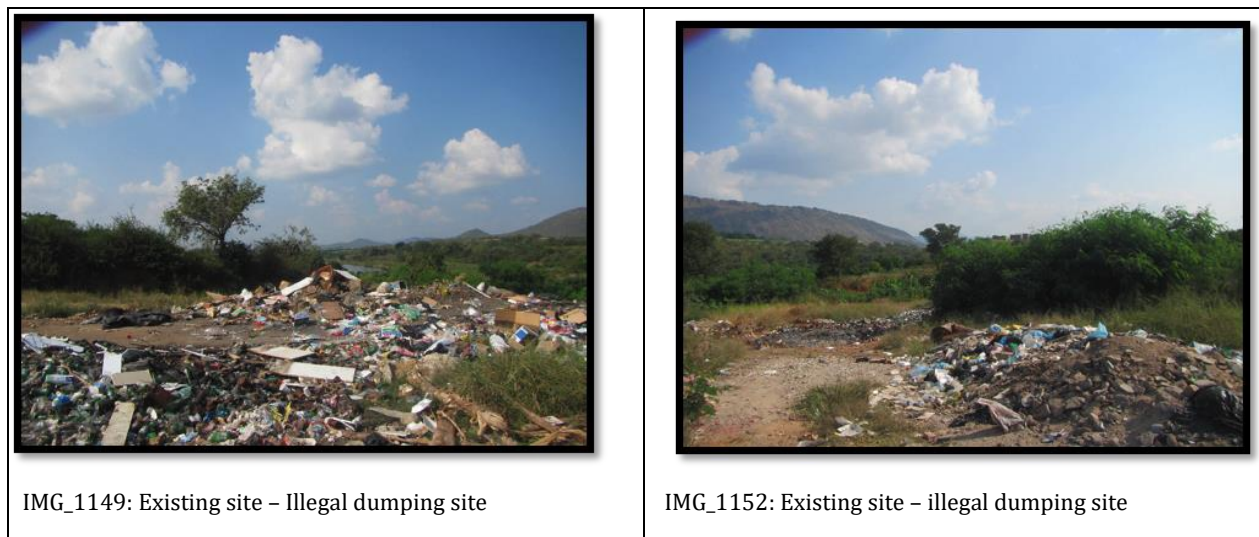 IMG_1149: Existing site – Illegal dumping site
IMG_1152: Existing site – illegal dumping site